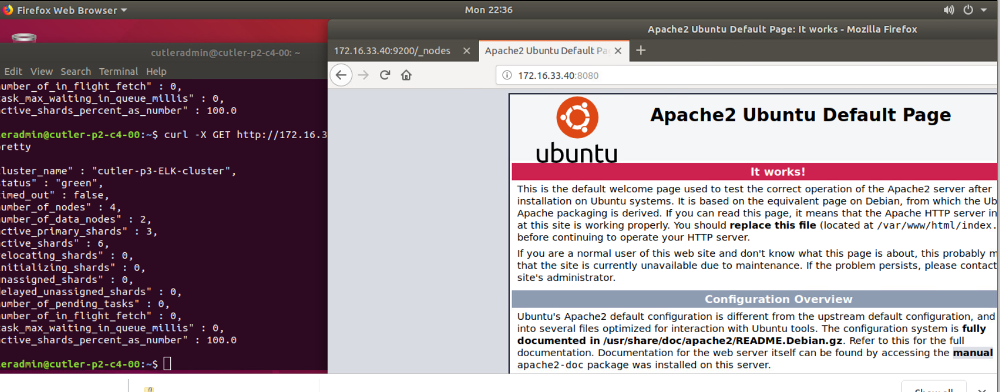 Firefox Web Browser
Mon 22:36
cutleradmin@cutler-p2-c4-00: ~
Edit View Search Terminal Help
umber_of_in_flight_fetch" : 0,
ask_max_waiting_in_queue_millis" : 0,
ctive_shards_percent_as_number" : 100.0
eradmin@cutler-p2-c4-00:~$ curl -X GET http://172.16.3
retty
luster_name" : "cutler-p3-ELK-cluster",
tatus" : "green",
imed_out" : false,
umber_of_nodes" : 4,
umber_of_data_nodes" : 2,
ctive_primary_shards" : 3,
ctive_shards" : 6,
elocating_shards" : 0,
nitializing_shards" : 0,
nassigned_shards" : 0,
elayed_unassigned_shards" : 0,
umber_of_pending_tasks" : 0,
umber_of_in_flight_fetch" : 0,
ask_max_waiting_in_queue_millis" : 0,
ctive_shards_percent_as_number" : 100.0
eradmin@cutler-p2-c4-00:~$
Apache2 Ubuntu Default Page: It works - Mozilla Firefox
172.16.33.40:9200/_nodes
Apache2 Ubuntu Default Pa
172.16.33.40:8080
ubuntu
Apache2 Ubuntu Default Page
It works!
This is the default welcome page used to test the correct operation of the Apache2 server after
installation on Ubuntu systems. It is based on the equivalent page on Debian, from which the Ub
Apache packaging is derived. If you can read this page, it means that the Apache HTTP server in
at this site is working properly. You should replace this file (located at /var/www/html/index.
before continuing to operate your HTTP server.
If you are a normal user of this web site and don't know what this page is about, this probably m
that the site is currently unavailable due to maintenance. If the problem persists, please contact
site's administrator.
Configuration Overview
Ubuntu's Apache2 default configuration is different from the upstream default configuration, and
into several files optimized for interaction with Ubuntu tools. The configuration system is fully
documented in /usr/share/doc/apache2/README.Debian.gz. Refer to this for the full
documentation. Documentation for the web server itself can be found by accessing the manual
apache2-doc package was installed on this server.
Show all